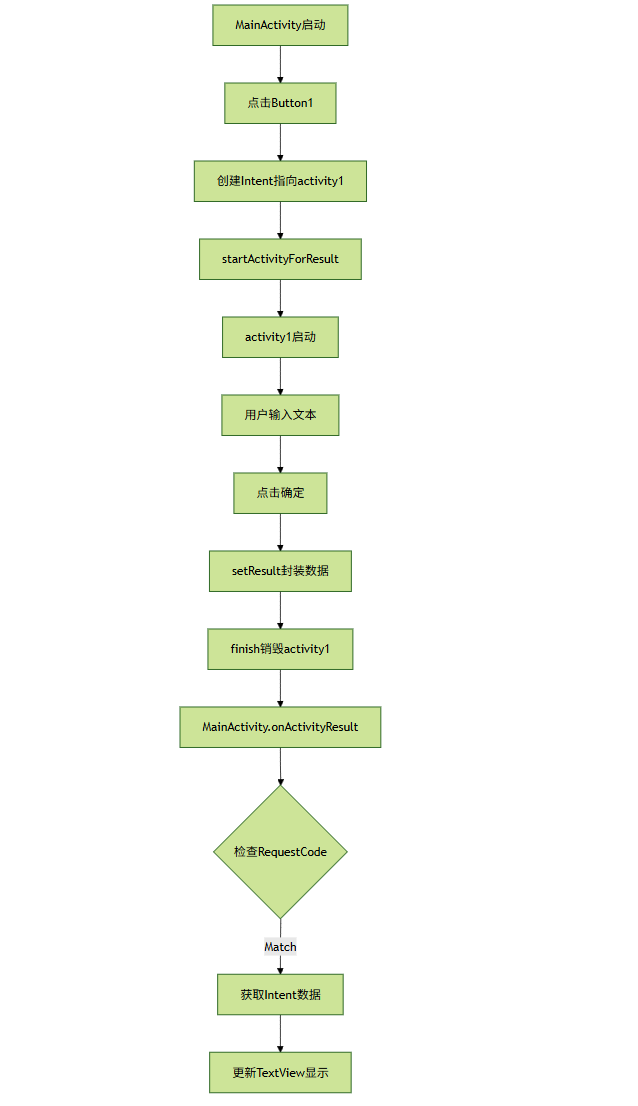 MainActivity启动
点击Button1
创建Intent指向activity1
startActivityForResult
activity1启动
用户输入文本
点击确定
setResult封装数据
finish销毁activity1
MainActivity.onActivityResult
检查RequestCode
Match
获取Intent数据
更新TextView显示